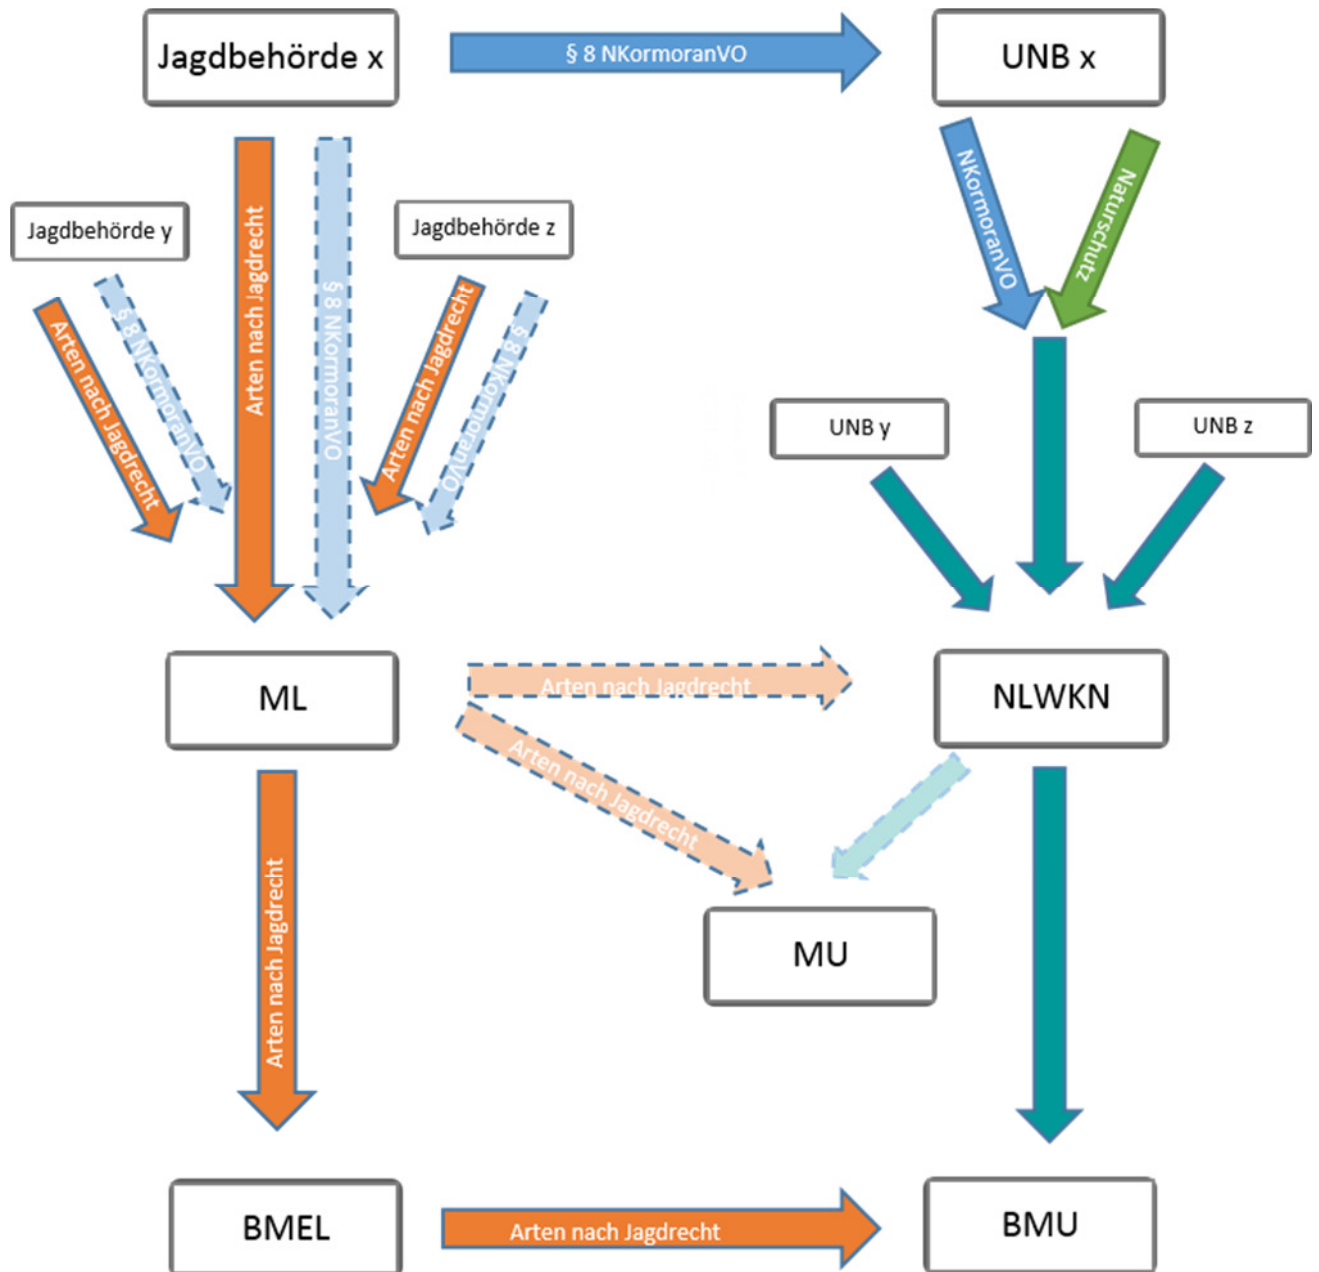 Jagdbehörde x
§ 8 NKormoranVO
UNB x
NKormoranVO
Naturschutz
Jagdbehörde y
Jagdbehörde z
Arten nach Jagdrecht
§ 8 NKormoranVO
Arten nach Jagdrecht
§ 8 NKormoranVO
Arten nach Jagdrecht
§ 8 NKormoranVO
UNB y
UNB z
ML
Arten nach Jagdrecht
NLWKN
Arten nach Jagdrecht
Arten nach Jagdrecht
MU
BMEL
Arten nach Jagdrecht
BMU